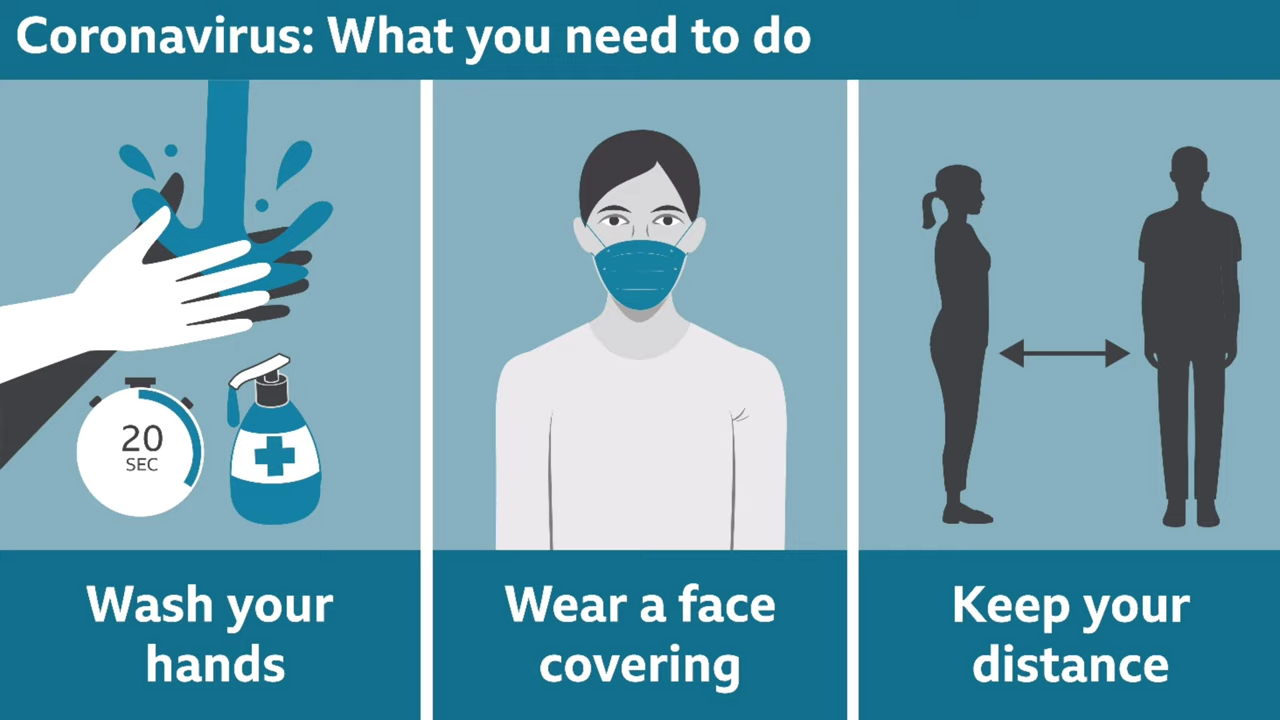 Coronavirus: What you need to do
20
SEC
Wash your
hands
Wear a face
covering
Keep your
distance